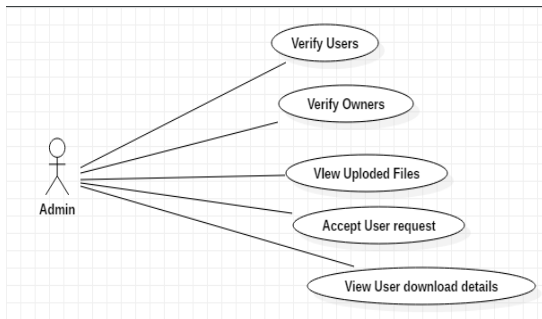 Verify Users
Verify Owners
VIew Uploded Files
Admin
Accept User request
View User download details